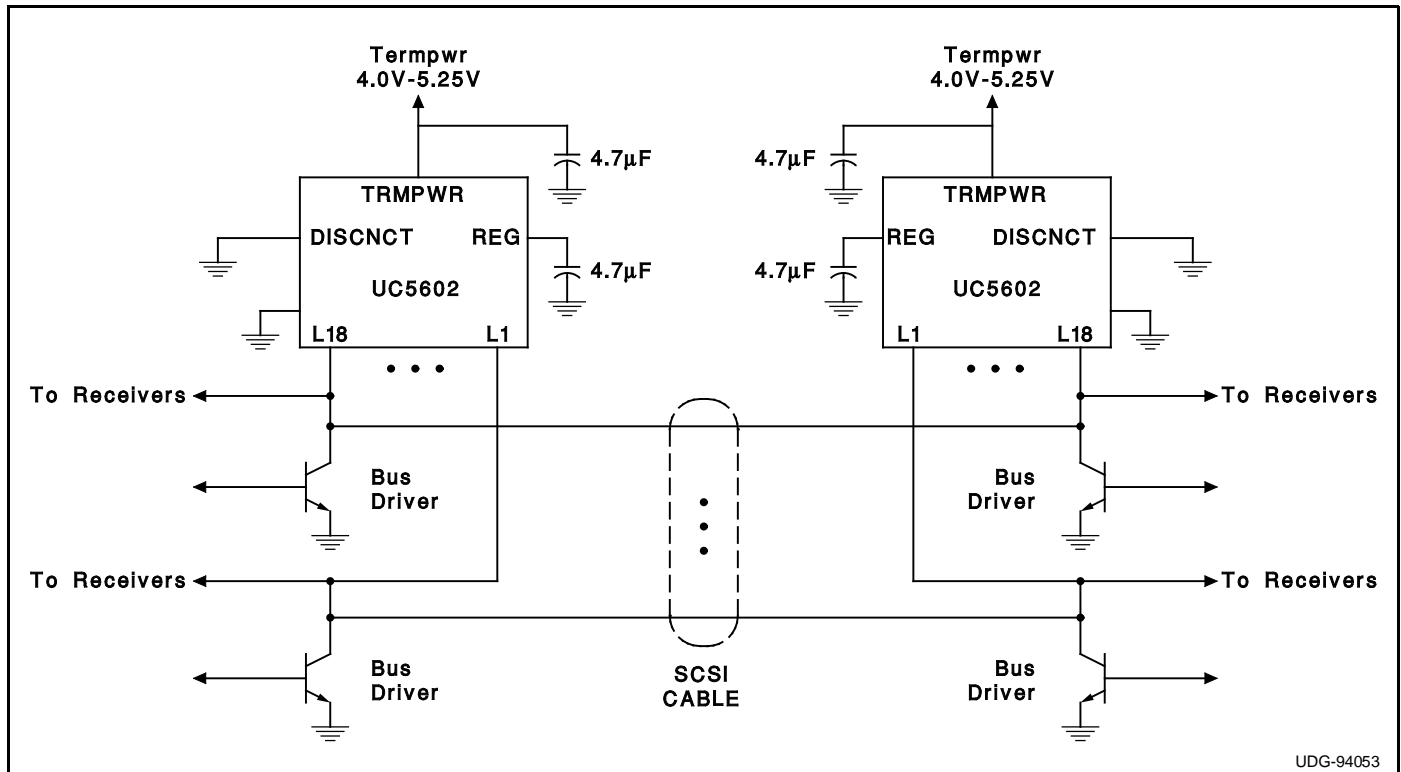 Termpwr
4.0V-5.25V
Termpwr
4.0V-5.25V
4.7μF
4.7μF
TRMPWR
TRMPWR
DISCNCT
REG
REG
DISCNCT
4.7μF
4.7μF
UC5602
UC5602
L18
L1
L1
L18
To Receivers
To Receivers
Bus
Driver
Bus
Driver
To Receivers
To Receivers
Bus
Driver
SCSI
CABLE
Bus
Driver
UDG-94053